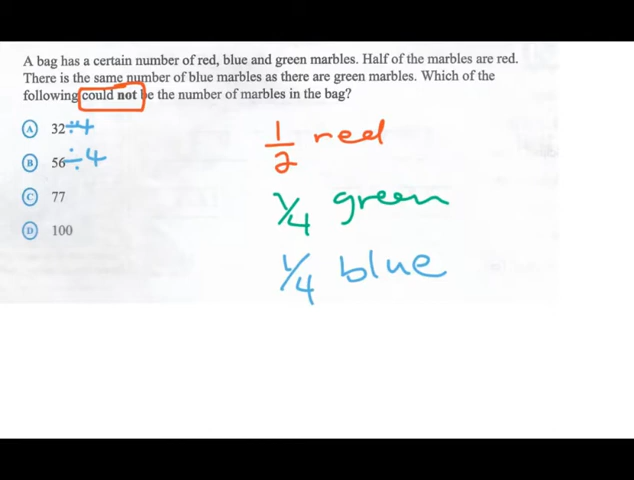 A bag has a certain number of red, blue and green marbles. Half of the marbles are red.
There is the same number of blue marbles as there are green marbles. Which of the
following could not be the number of marbles in the bag?
A 32÷4
B 56÷4
C 77
D 100
1/2 red
1/4 green
1/4 blue